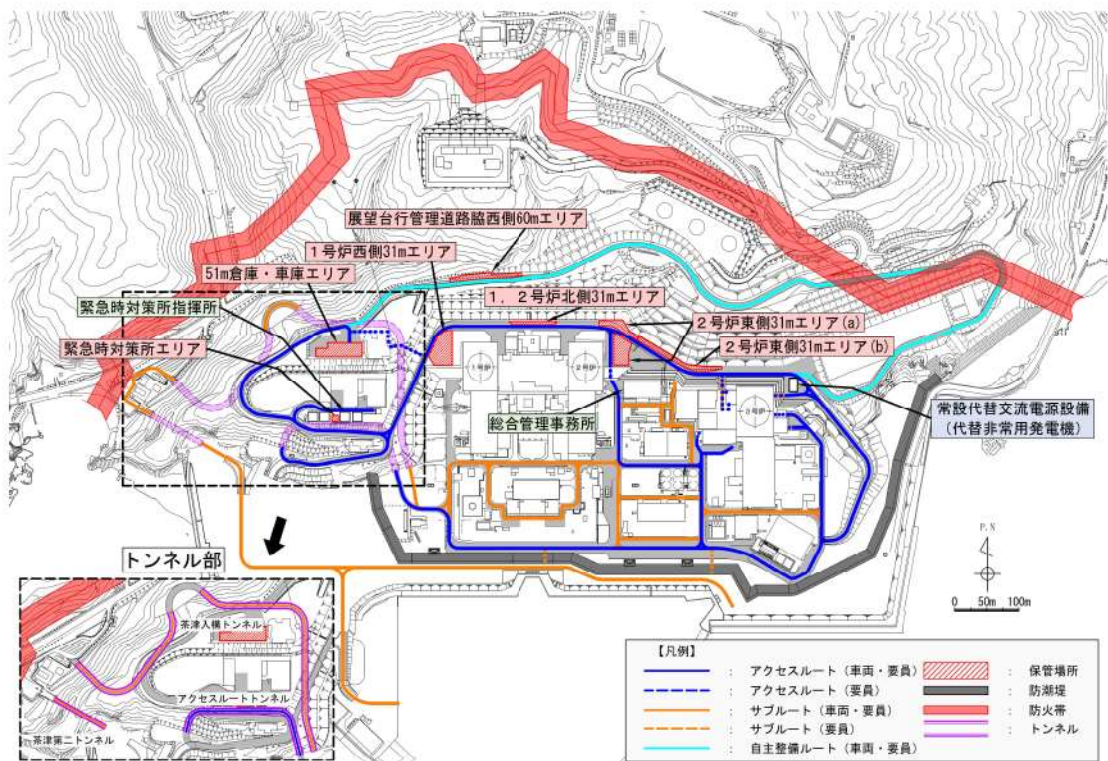 展望台行管理道路脇西側60mエリア
1号炉西側31mエリア
51m倉庫・車庫エリア
1．2号炉北側31mエリア
緊急時対策所指揮所
2号炉東側31mエリア(a)
緊急時対策所エリア
2号炉東側31mエリア(b)
1号炉
2号炉
3号炉
総合管理事務所
常設代替交流電源設備
(代替非常用発電機)
トンネル部
茶津入構トンネル
アクセスルートトンネル
茶津第二トンネル
P.N
0 50m 100m
【凡例】
： アクセスルート（車両・要員）
： アクセスルート（要員）
： サブルート（車両・要員）
： サブルート（要員）
： 自主整備ルート（車両・要員）
： 保管場所
： 防潮堤
： 防火帯
： トンネル